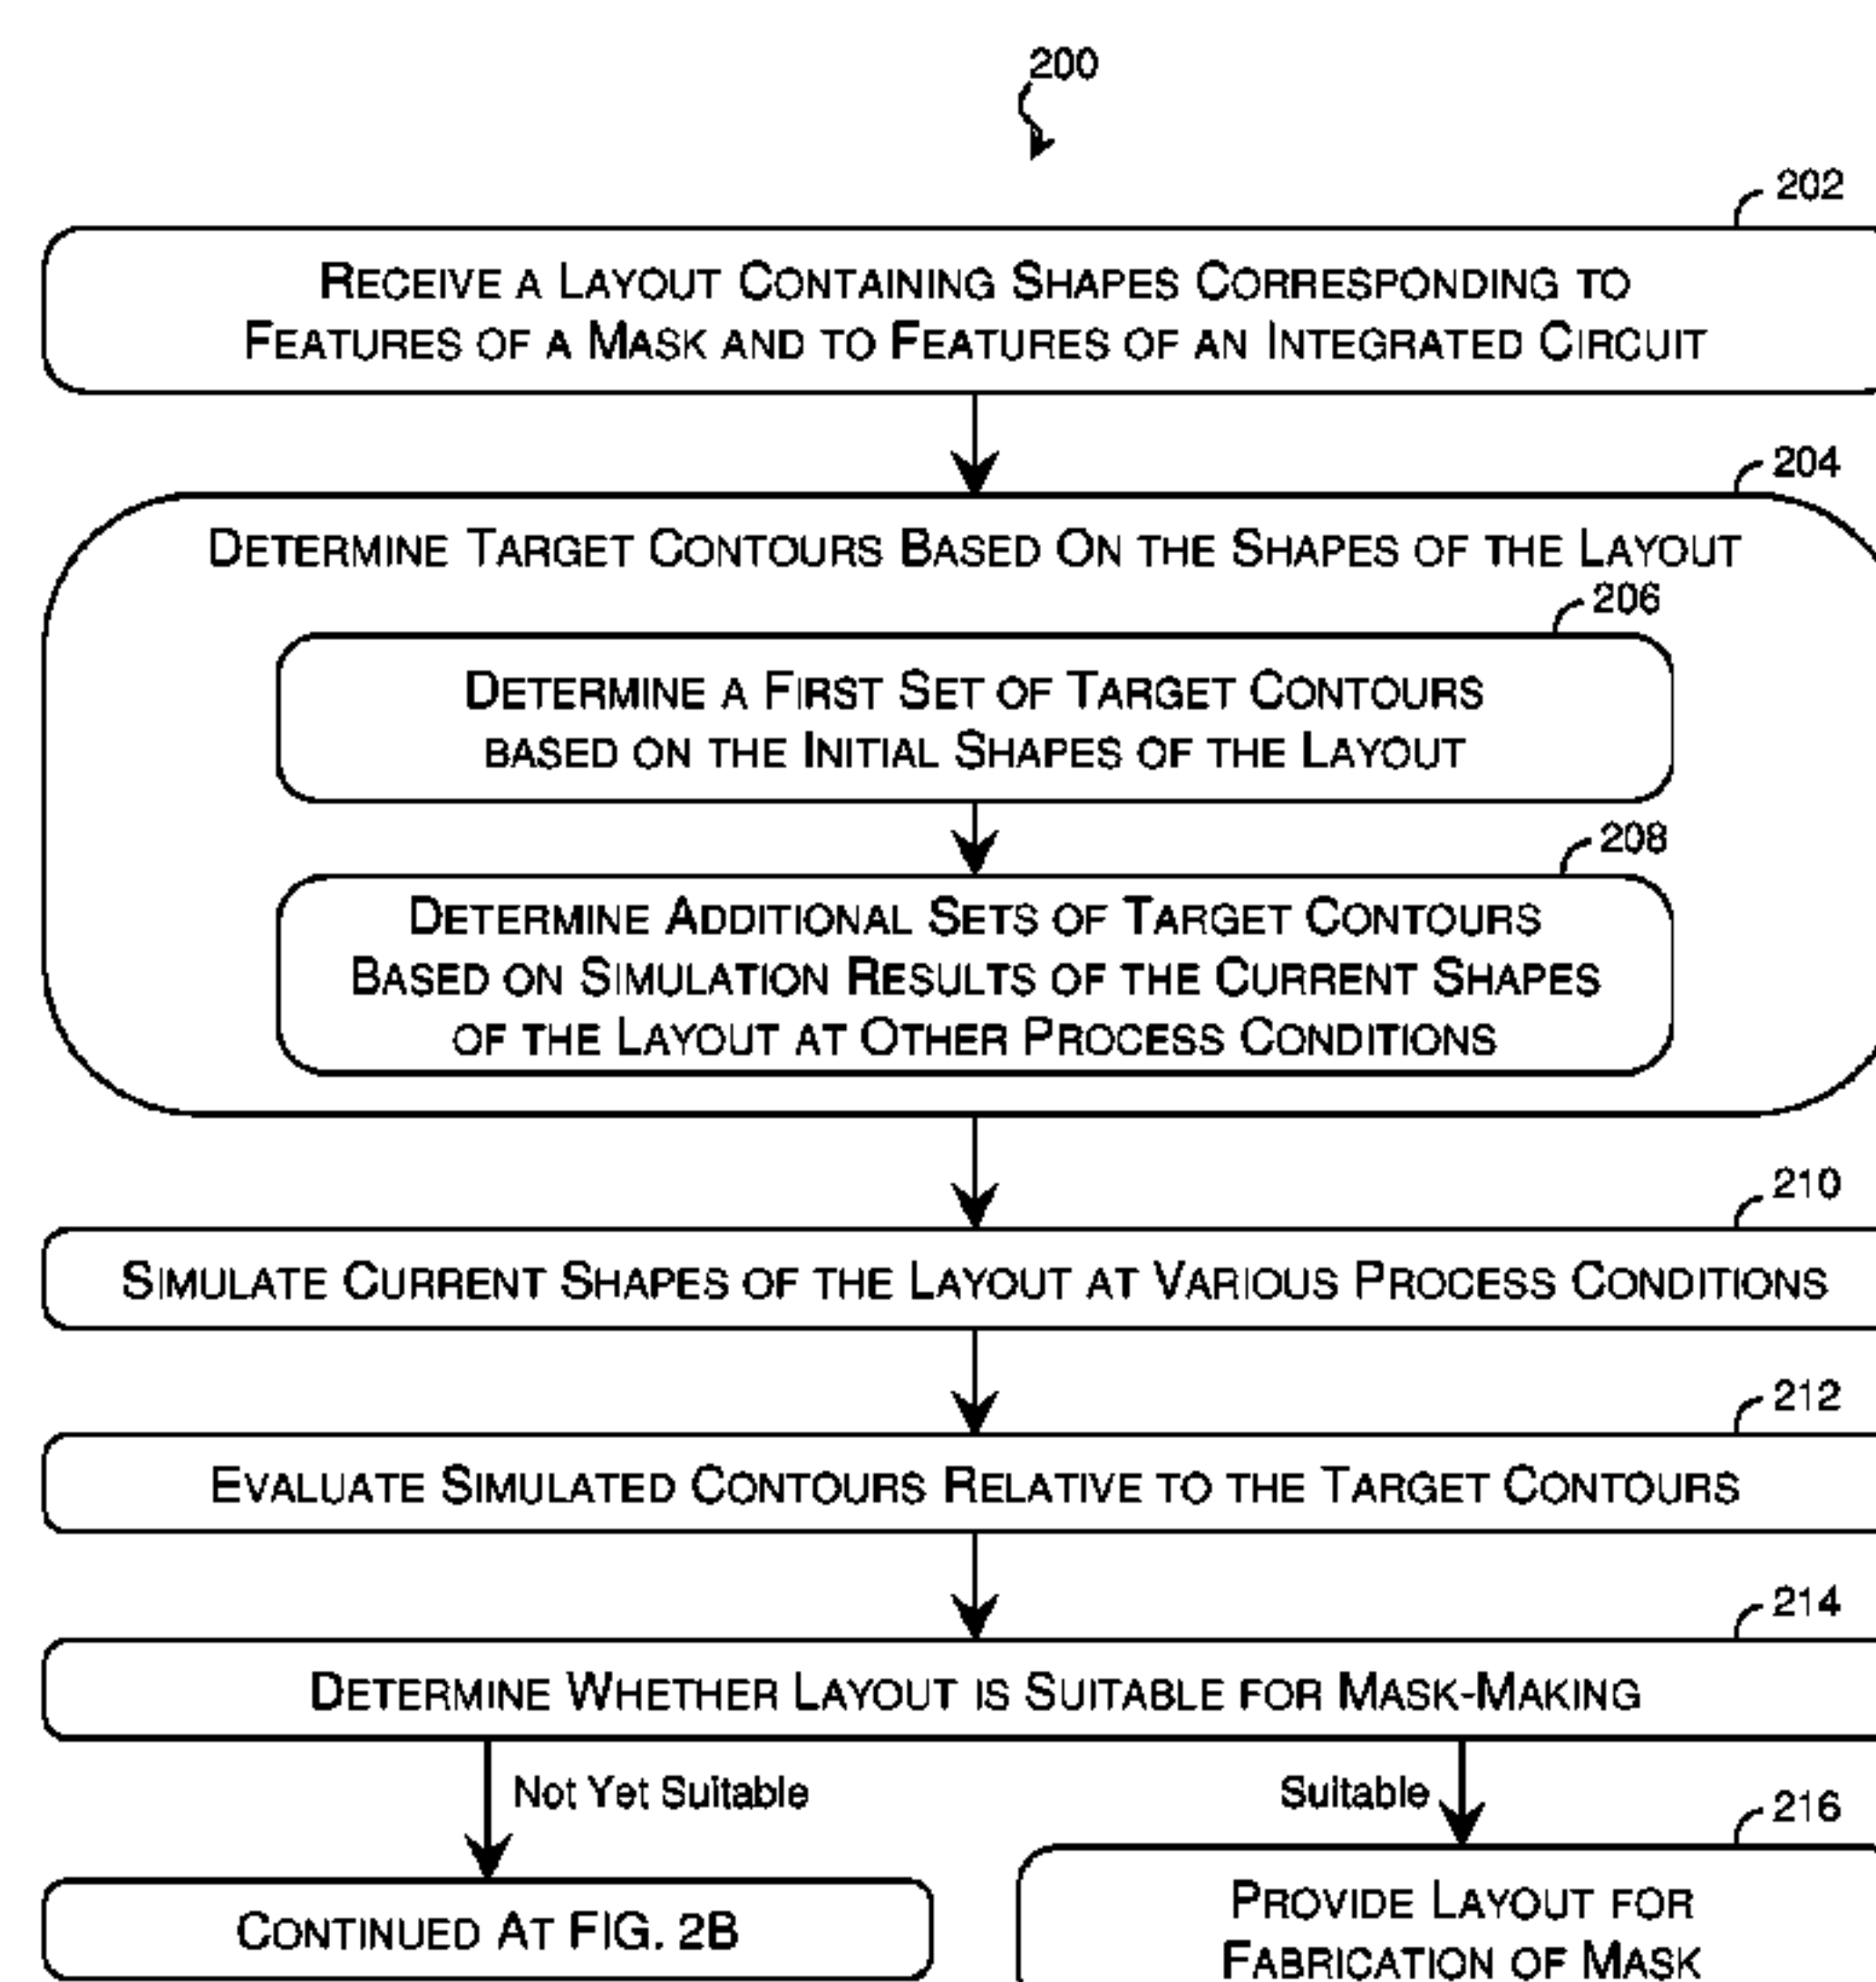 200
202
RECEIVE A LAYOUT CONTAINING SHAPES CORRESPONDING TO
FEATURES OF A MASK AND TO FEATURES OF AN INTEGRATED CIRCUIT
204
DETERMINE TARGET CONTOURS BASED ON THE SHAPES OF THE LAYOUT
206
DETERMINE A FIRST SET OF TARGET CONTOURS
BASED ON THE INITIAL SHAPES OF THE LAYOUT
208
DETERMINE ADDITIONAL SETS OF TARGET CONTOURS
BASED ON SIMULATION RESULTS OF THE CURRENT SHAPES
OF THE LAYOUT AT OTHER PROCESS CONDITIONS
210
SIMULATE CURRENT SHAPES OF THE LAYOUT AT VARIOUS PROCESS CONDITIONS
212
EVALUATE SIMULATED CONTOURS RELATIVE TO THE TARGET CONTOURS
214
DETERMINE WHETHER LAYOUT IS SUITABLE FOR MASK-MAKING
Not Yet Suitable
Suitable
216
CONTINUED AT FIG. 2B
PROVIDE LAYOUT FOR
FABRICATION OF MASK